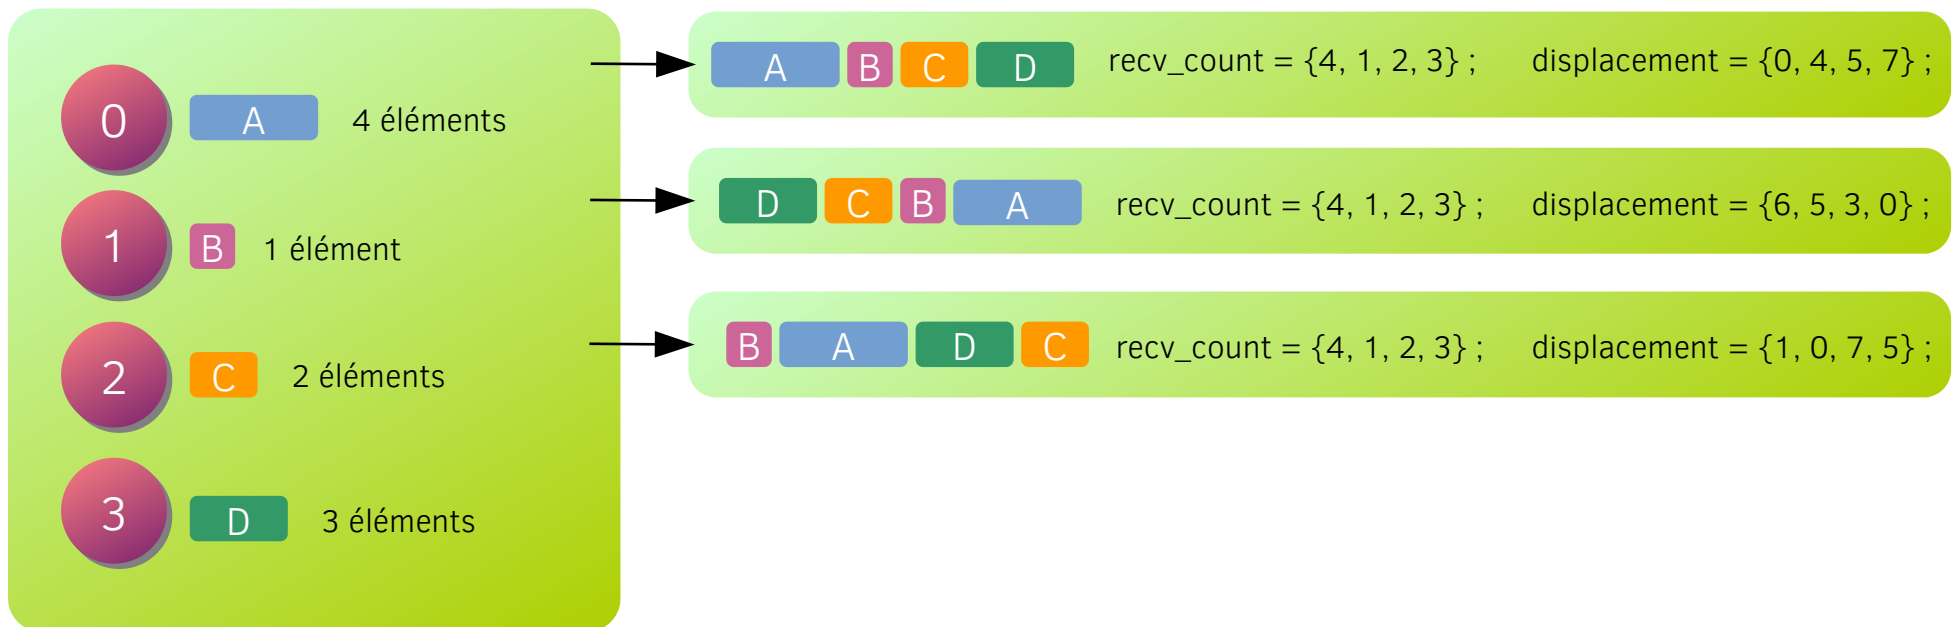 0 A 4 éléments
1 B 1 élément
2 C 2 éléments
3 D 3 éléments
A B C D recv_count = {4, 1, 2, 3} ; displacement = {0, 4, 5, 7} ;
D C B A recv_count = {4, 1, 2, 3} ; displacement = {6, 5, 3, 0} ;
B A D C recv_count = {4, 1, 2, 3} ; displacement = {1, 0, 7, 5} ;